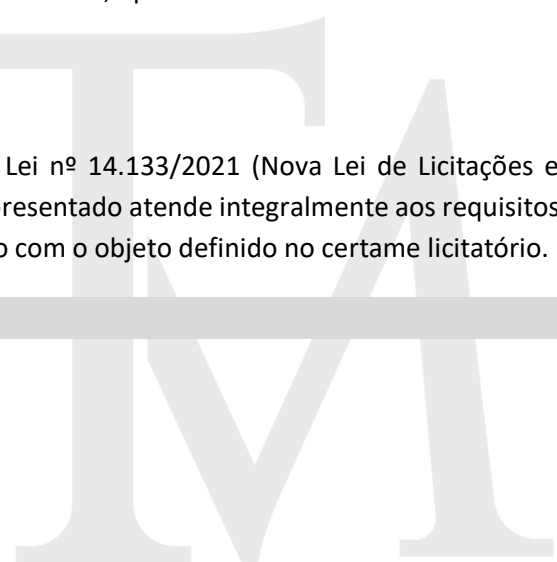 Lei nº 14.133/2021 (Nova Lei de Licitações e
presentado atende integralmente aos requisitos
o com o objeto definido no certame licitatório.